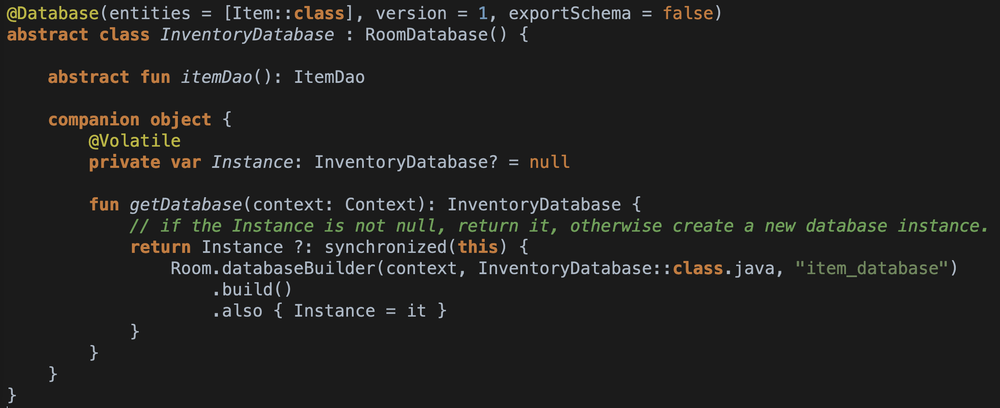 @Database(entities = [Item::class], version = 1, exportSchema = false)
abstract class InventoryDatabase : RoomDatabase() {
    abstract fun itemDao(): ItemDao
    companion object {
        @Volatile
        private var Instance: InventoryDatabase? = null
        fun getDatabase(context: Context): InventoryDatabase {
            // if the Instance is not null, return it, otherwise create a new database instance.
            return Instance ?: synchronized(this) {
                Room.databaseBuilder(context, InventoryDatabase::class.java, "item_database")
                    .build()
                    .also { Instance = it }
            }
        }
    }
}